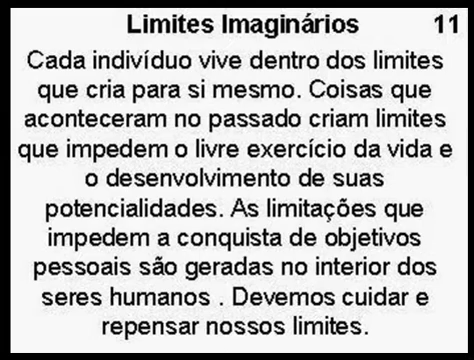 Limites Imaginários 11
Cada indivíduo vive dentro dos limites
que cria para si mesmo. Coisas que
aconteceram no passado criam limites
que impedem o livre exercício da vida e
o desenvolvimento de suas
potencialidades. As limitações que
impedem a conquista de objetivos
pessoais são geradas no interior dos
seres humanos . Devemos cuidar e
repensar nossos limites.